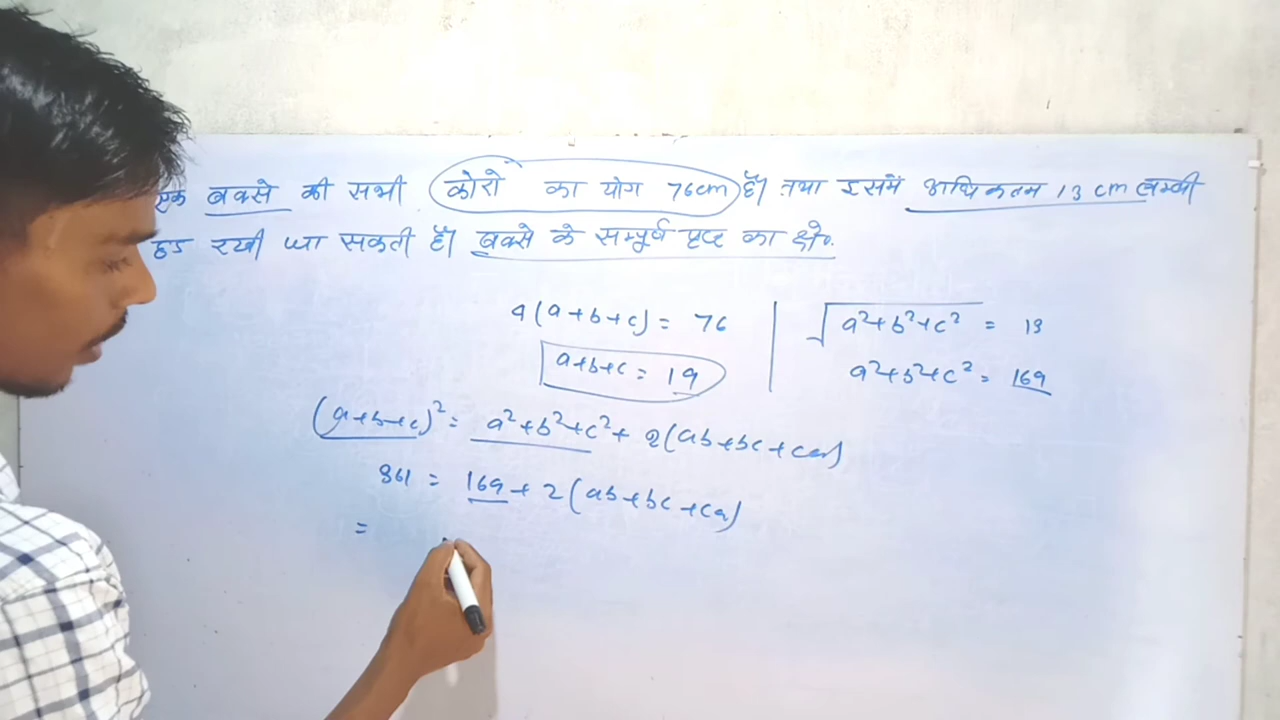 एक बक्से की सभी कोरो का योग 76cm है। तथा इसमें अधिकतम 13 cm लम्बी
छड़ रखी जा सकती है। बक्से के सम्पूर्ण पृष्ठ का क्षे०.
4(a+b+c) = 76
a+b+c = 19
√a²+b²+c² = 13
a²+b²+c² = 169
(a+b+c)² = a²+b²+c² + 2(ab+bc+ca)
361 = 169 + 2(ab+bc+ca)
=